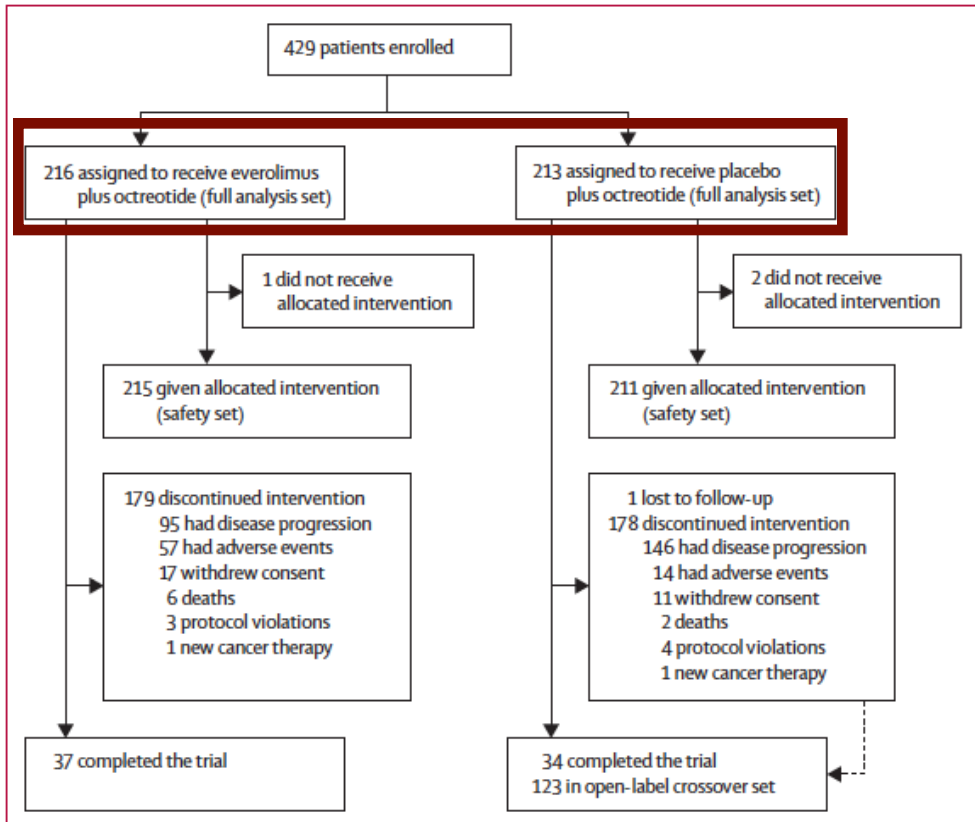 429 patients enrolled
216 assigned to receive everolimus
plus octreotide (full analysis set)
213 assigned to receive placebo
plus octreotide (full analysis set)
1 did not receive
allocated intervention
2 did not receive
allocated intervention
215 given allocated intervention
(safety set)
211 given allocated intervention
(safety set)
179 discontinued intervention
95 had disease progression
57 had adverse events
17 withdrew consent
6 deaths
3 protocol violations
1 new cancer therapy
1 lost to follow-up
178 discontinued intervention
146 had disease progression
14 had adverse events
11 withdrew consent
2 deaths
4 protocol violations
1 new cancer therapy
37 completed the trial
34 completed the trial
123 in open-label crossover set